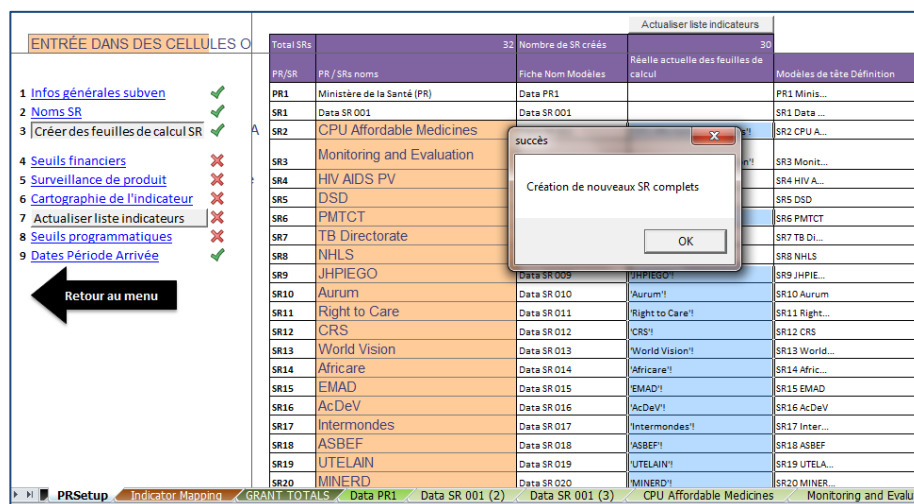 Actualiser liste indicateurs
ENTRÉE DANS DES CELLULES O
Total SRs 32 Nombre de SR créés 30
PR/SR PR / SRs noms Fiche Nom Modèles Réelle actuelle des feuilles de calcul Modèles de tête Définition
1 Infos générales subven
2 Noms SR
3 Créer des feuilles de calcul SR
4 Seuils financiers
5 Surveillance de produit
6 Cartographie de l'indicateur
7 Actualiser liste indicateurs
8 Seuils programmatiques
9 Dates Période Arrivée
Retour au menu
PR1 Ministère de la Santé (PR) Data PR1 PR1 Minis...
SR1 Data SR 001 Data SR 001 SR1 Data ...
SR2 CPU Affordable Medicines SR2 CPU A...
SR3 Monitoring and Evaluation SR3 Monit...
SR4 HIV AIDS PV SR4 HIV A...
SR5 DSD SR5 DSD
SR6 PMTCT SR6 PMTCT
SR7 TB Directorate SR7 TB Di...
SR8 NHLS SR8 NHLS
SR9 JHPIEGO Data SR 009 'JHPIEGO'! SR9 JHPIE...
SR10 Aurum Data SR 010 'Aurum'! SR10 Aurum
SR11 Right to Care Data SR 011 'Right to Care'! SR11 Right...
SR12 CRS Data SR 012 'CRS'! SR12 CRS
SR13 World Vision Data SR 013 'World Vision'! SR13 World...
SR14 Africare Data SR 014 'Africare'! SR14 Afric...
SR15 EMAD Data SR 015 'EMAD'! SR15 EMAD
SR16 AcDeV Data SR 016 'AcDeV'! SR16 AcDeV
SR17 Intermondes Data SR 017 'Intermondes'! SR17 Inter...
SR18 ASBEF Data SR 018 'ASBEF'! SR18 ASBEF
SR19 UTELAIN Data SR 019 'UTELAIN'! SR19 UTELA...
SR20 MINERD Data SR 020 'MINERD'! SR20 MINER...
succès
Création de nouveaux SR complets
OK
PRSetup Indicator Mapping GRANT TOTALS Data PR1 Data SR 001 (2) Data SR 001 (3) CPU Affordable Medicines Monitoring and Evalu